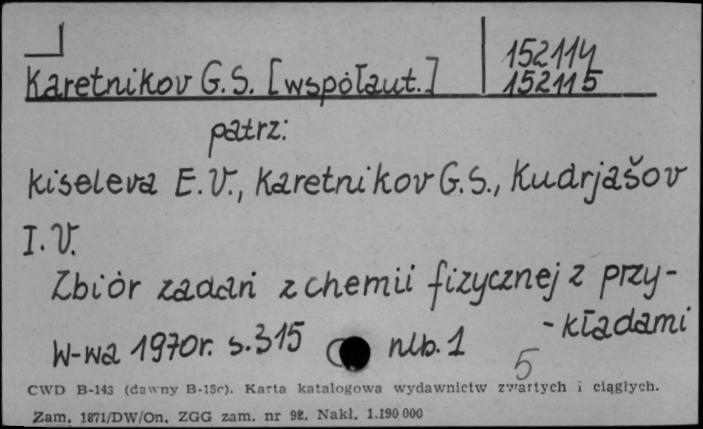 Karetnikov G.S. [współaut.]
152114
152115
patrz:
Kiseleva E.V., Karetnikov G.S., Kudrjašov
I.V.
Zbiór zadań z chemii fizycznej z przy-
-kładami
W-wa 1970r. s.315 nlb.1
5
CWD B-143 (dawny B-15c). Karta katalogowa wydawnictw zwartych i ciągłych.
Zam. 1871/DW/On. ZGG zam. nr 92. Nakł. 1.190 000